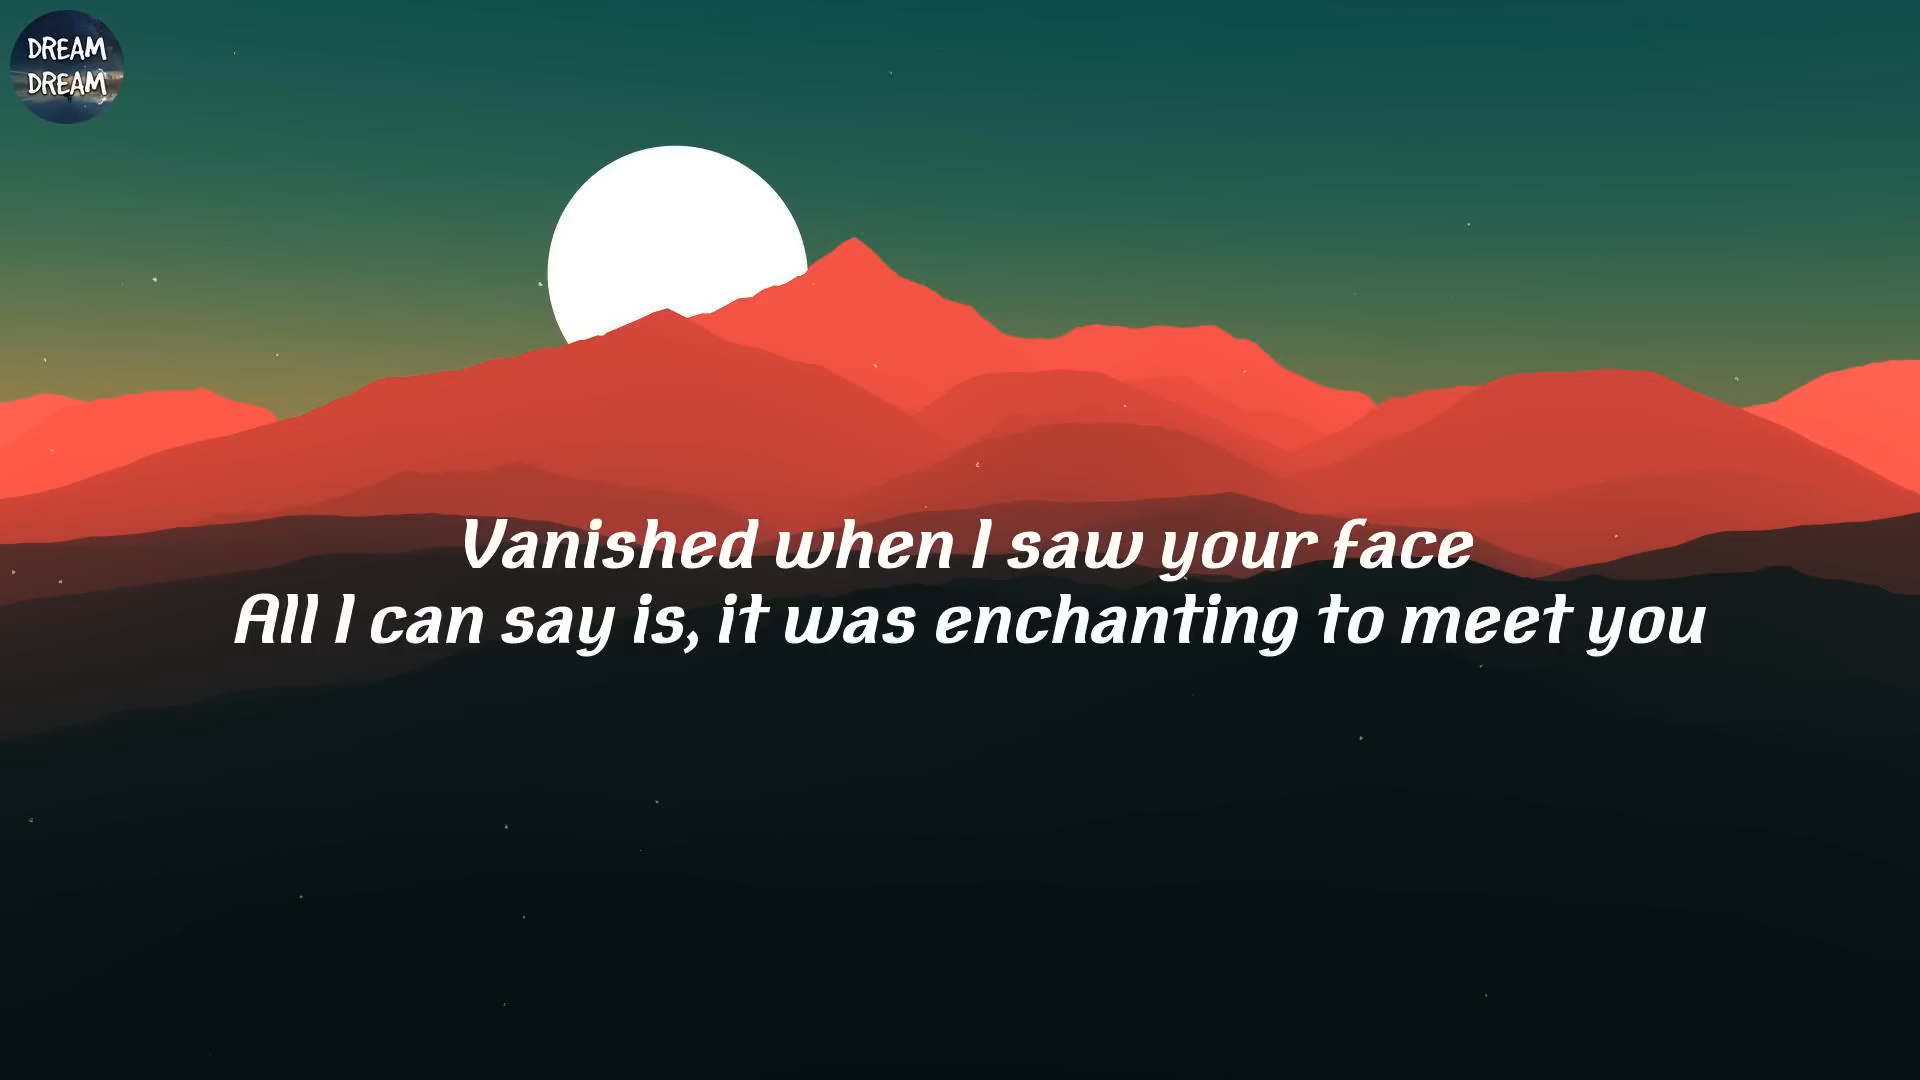 DREAM
DREAM
Vanished when I saw your face
All I can say is, it was enchanting to meet you